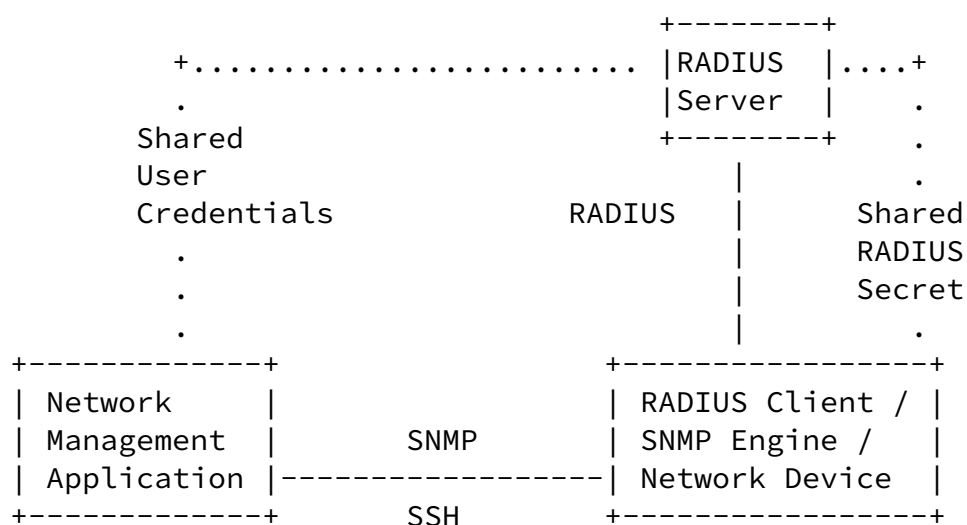 RADIUS
Server
Shared
User
Credentials
RADIUS
Shared
RADIUS
Secret
Network
Management
Application
SNMP
SSH
RADIUS Client /
SNMP Engine /
Network Device